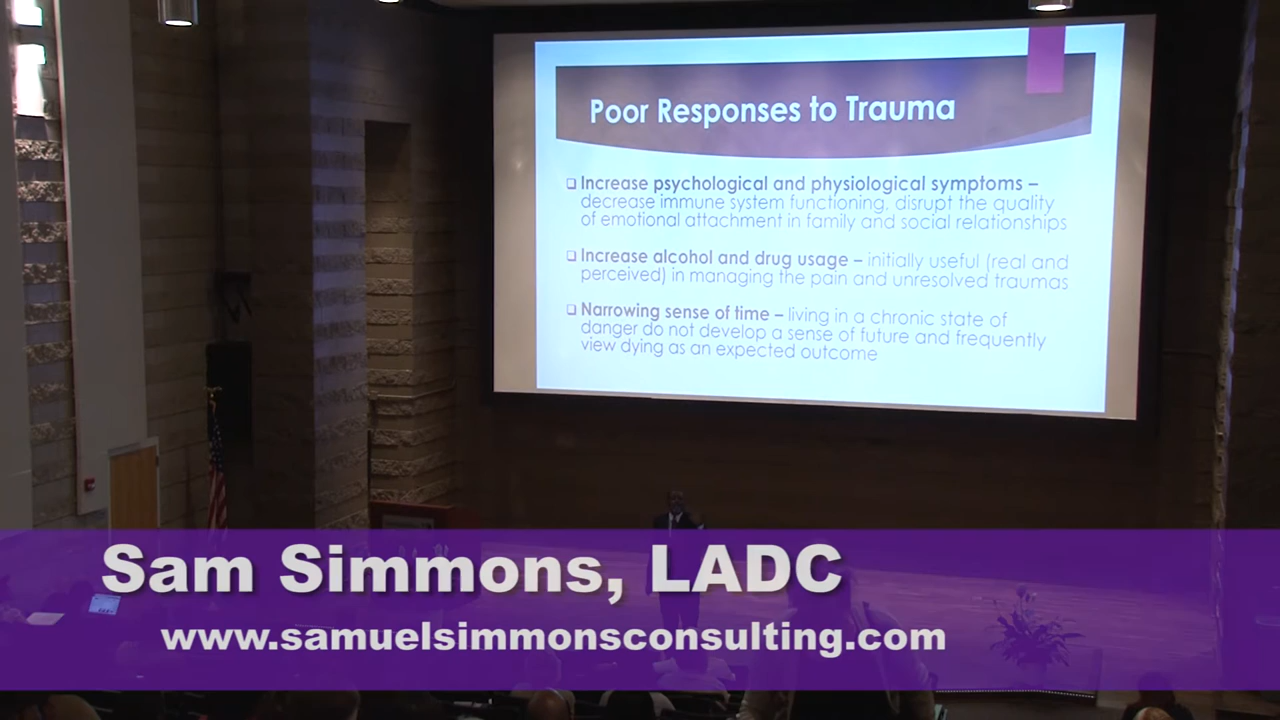 Poor Responses to Trauma
❑ Increase psychological and physiological symptoms –
decrease immune system functioning, disrupt the quality
of emotional attachment in family and social relationships
❑ Increase alcohol and drug usage – initially useful (real and
perceived) in managing the pain and unresolved traumas
❑ Narrowing sense of time – living in a chronic state of
danger do not develop a sense of future and frequently
view dying as an expected outcome
Sam Simmons, LADC
www.samuelsimmonsconsulting.com